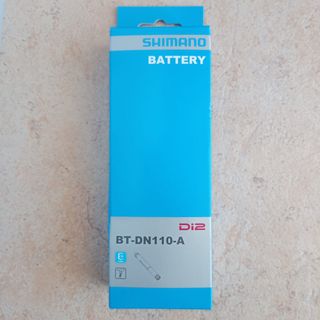 SHIMANO
BATTERY
Di2
BT-DN110-A